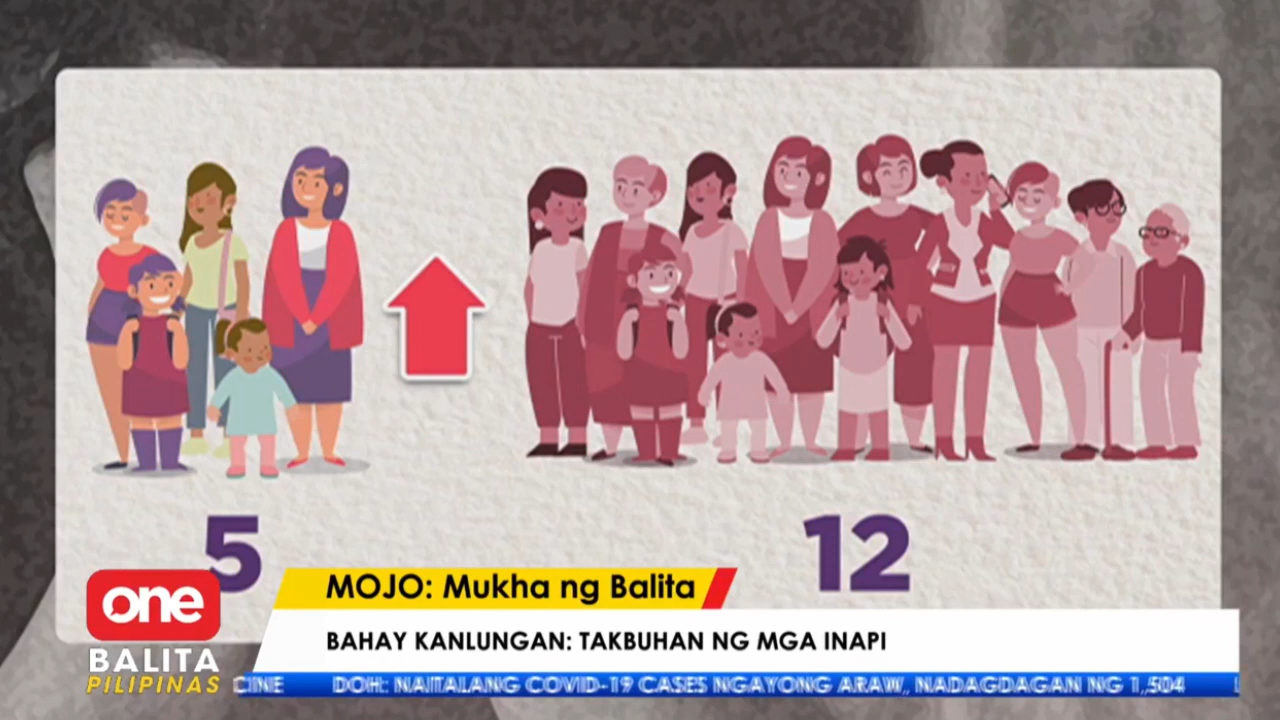 5
12
MOJO: Mukha ng Balita
BAHAY KANLUNGAN: TAKBUHAN NG MGA INAPI
one
BALITA
PILIPINAS
CINE DOH: NAITALANG COVID-19 CASES NGAYONG ARAW, NADAGDAGAN NG 1,504